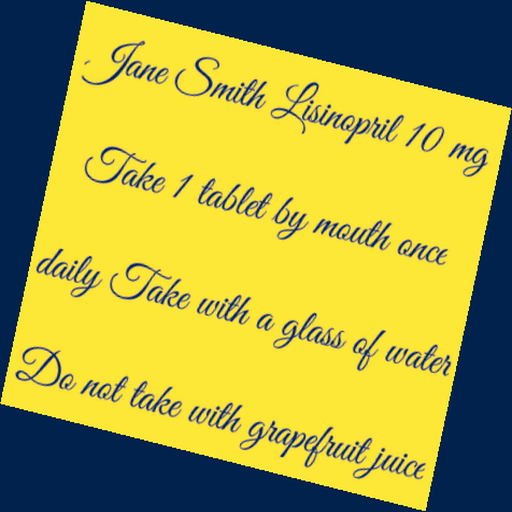 Jane Smith Lisinopril 10 mg
Take 1 tablet by mouth once
daily Take with a glass of water
Do not take with grapefruit juice